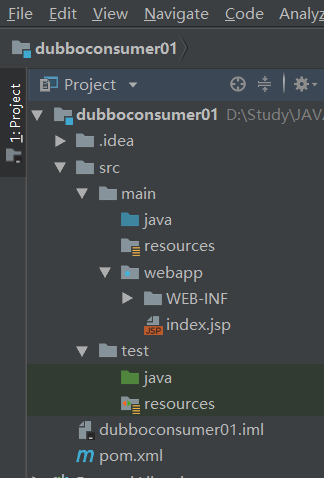 File Edit View Navigate Code Analyz
dubboconsumer01
1: Project
Project
dubboconsumer01 D:\Study\JAVA
.idea
src
main
java
resources
webapp
WEB-INF
index.jsp
test
java
resources
dubboconsumer01.iml
pom.xml